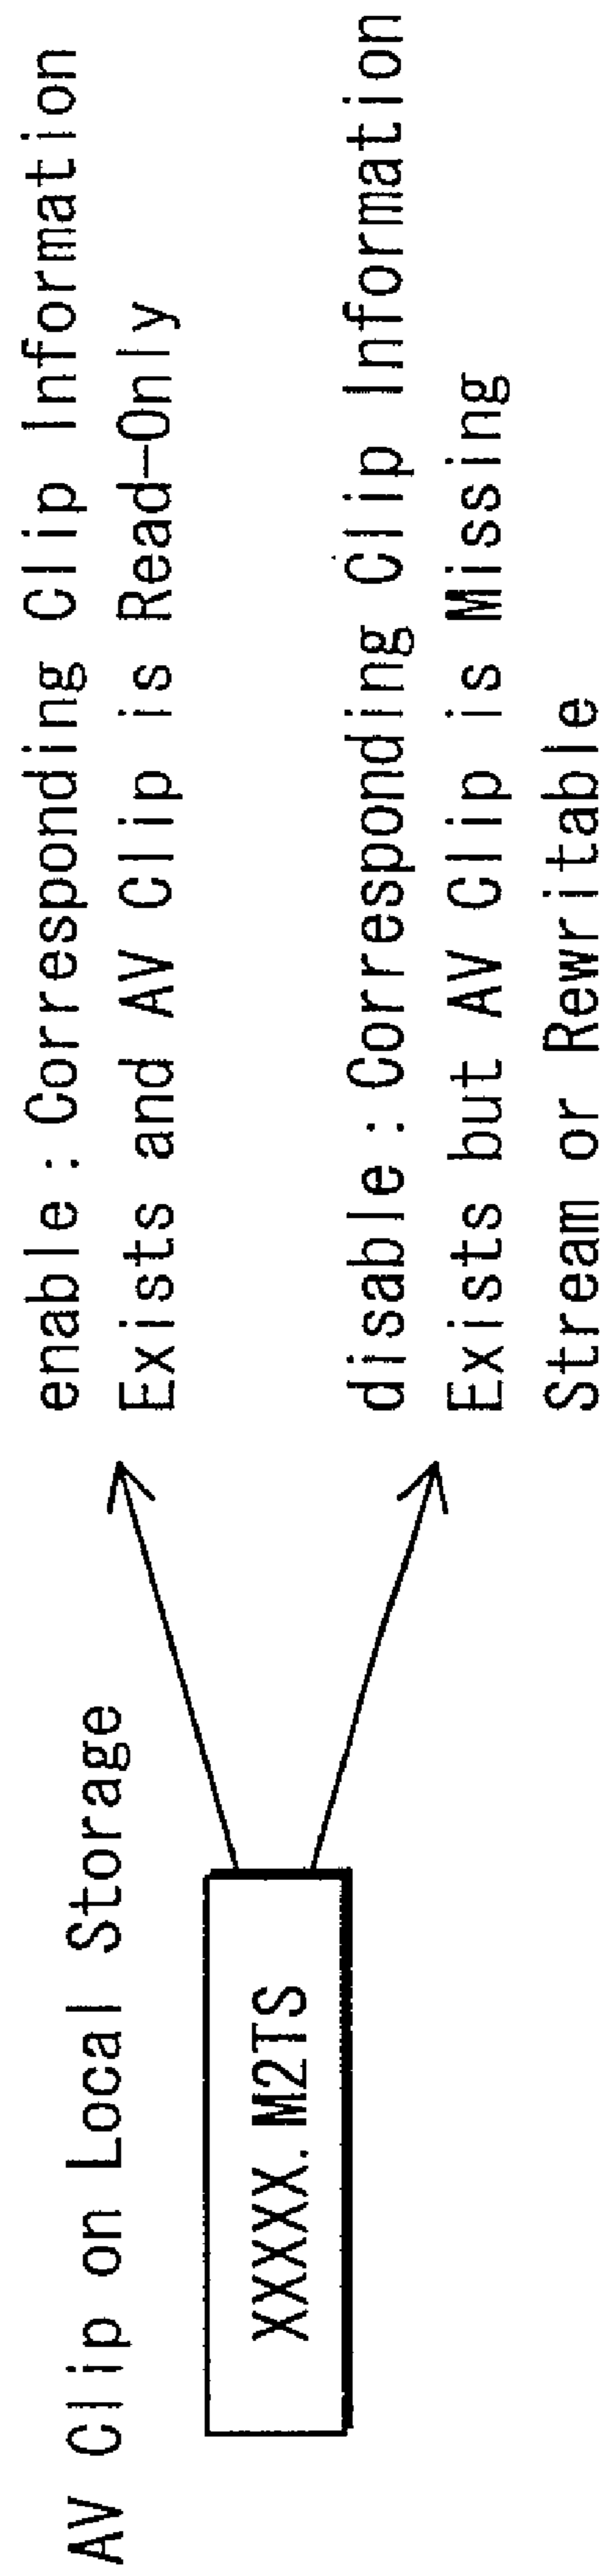 AV Clip on Local Storage
XXXXX.M2TS
enable:Corresponding Clip Information
Exists and AV Clip is Read-Only
disable:Corresponding Clip Information
Exists but AV Clip is Missing
Stream or Rewritable